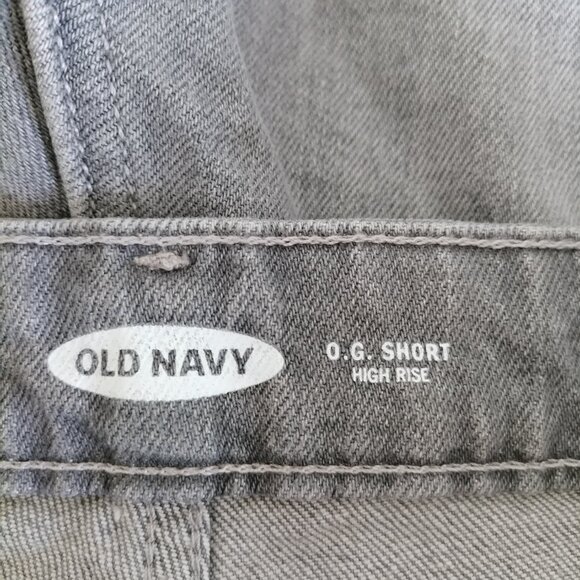 OLD NAVY
O.G. SHORT
HIGH RISE